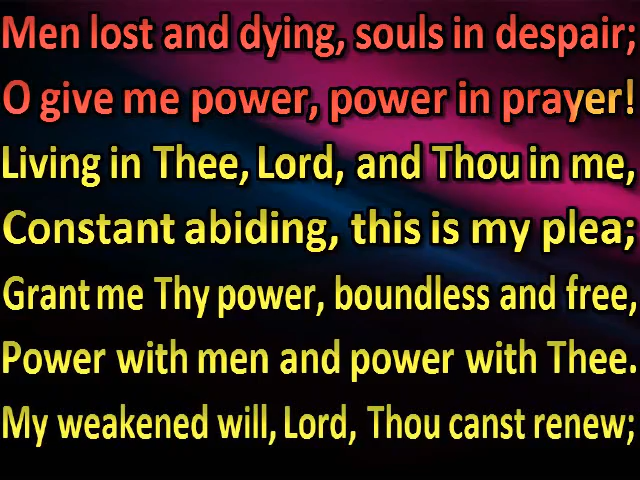 Men lost and dying, souls in despair;
O give me power, power in prayer!
Living in Thee, Lord, and Thou in me,
Constant abiding, this is my plea;
Grant me Thy power, boundless and free,
Power with men and power with Thee.
My weakened will, Lord, Thou canst renew;